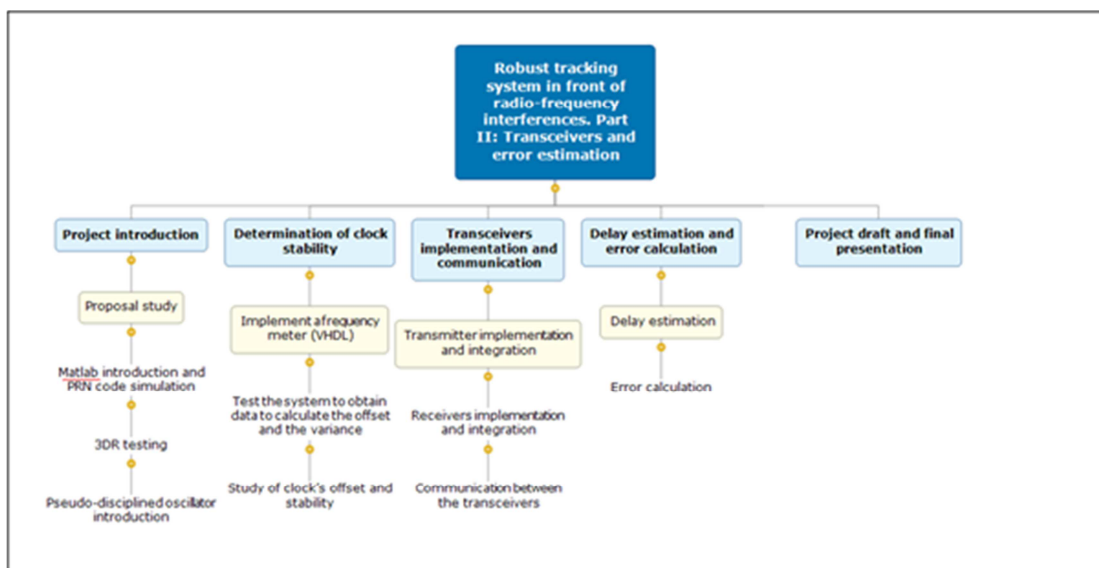 Robust tracking
system in front of
radio-frequency
interferences. Part
II: Transceivers and
error estimation
Project introduction
Proposal study
Matlab introduction and
PRN code simulation
3DR testing
Pseudo-disciplined oscillator
introduction
Determination of clock
stability
Implement afrequency
meter (VHDL)
Test the system to obtain
data to calculate the offset
and the variance
Study of clock's offset and
stability
Transceivers
implementation and
communication
Transmitter implementation
and integration
Receivers implementation
and integration
Communication between
the transceivers
Delay estimation and
error calculation
Delay estimation
Error calculation
Project draft and final
presentation